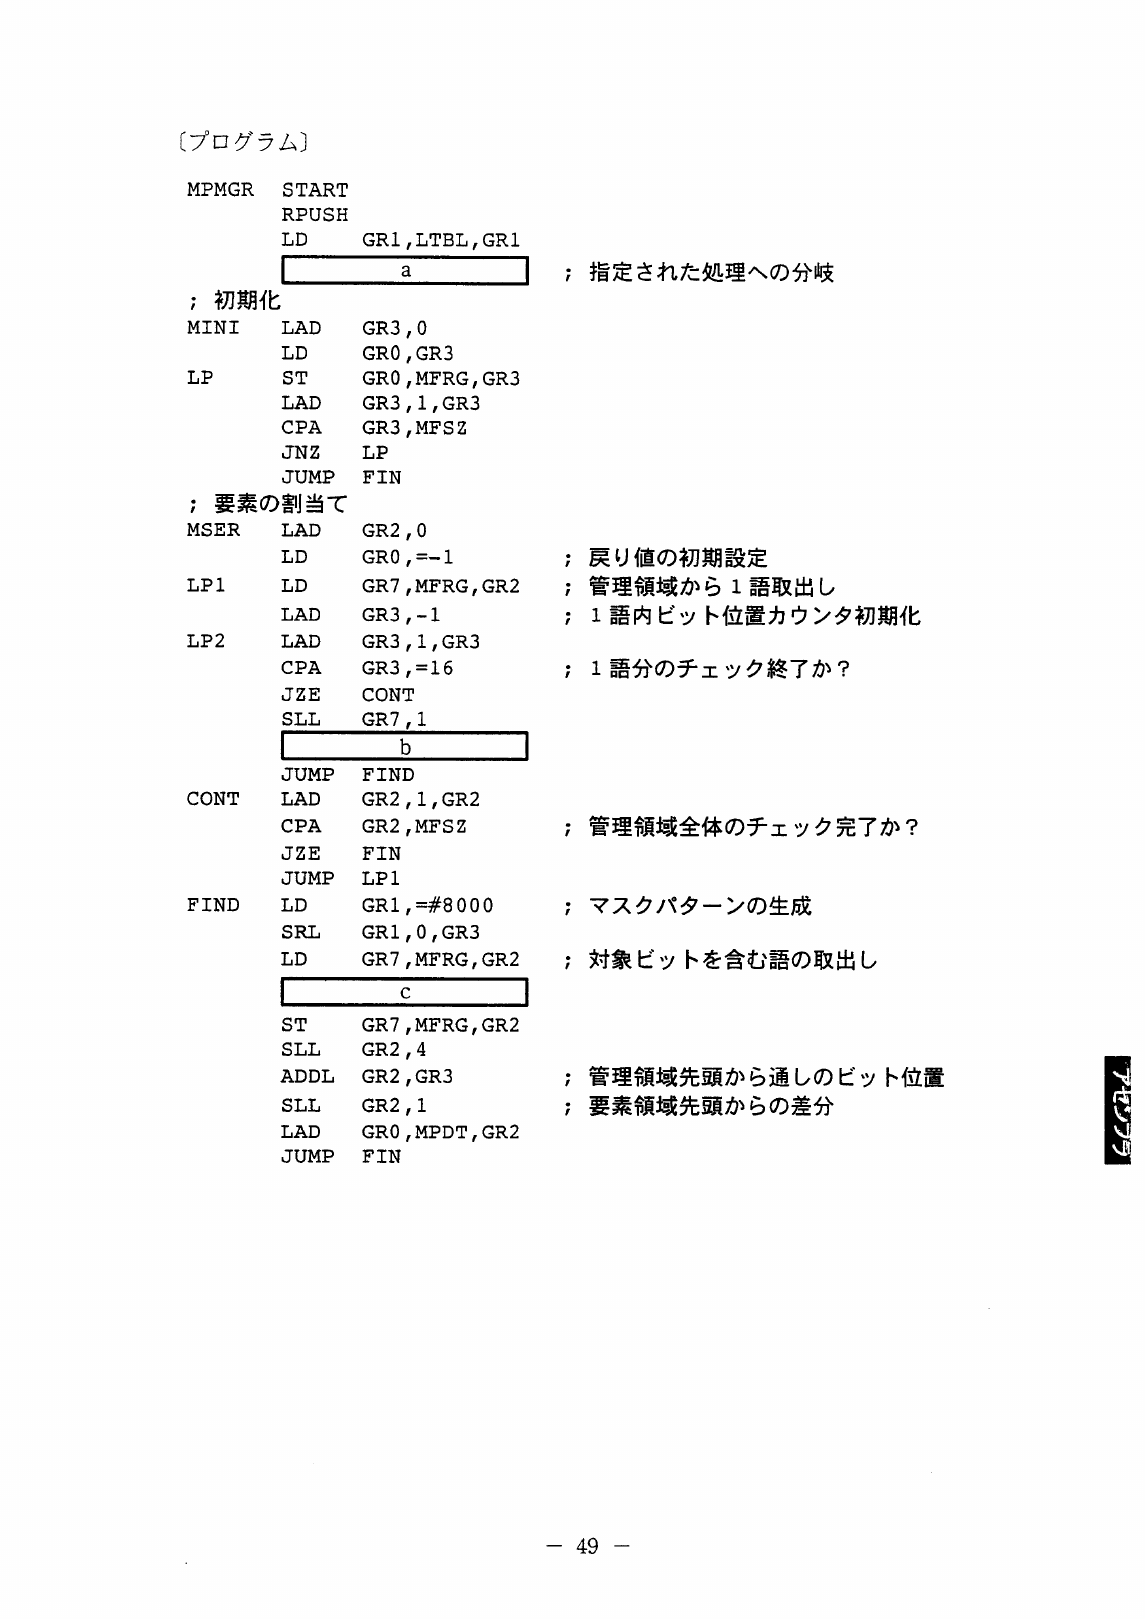 〔プログラム〕
MPMGR START
RPUSH
LD GR1,LTBL,GR1
a ; 指定された処理への分岐
; 初期化
MINI LAD GR3,0
LD GR0,GR3
LP ST GR0,MFRG,GR3
LAD GR3,1,GR3
CPA GR3,MFSZ
JNZ LP
JUMP FIN
; 要素の割当て
MSER LAD GR2,0
LD GR0,=-1 ; 戻り値の初期設定
LP1 LD GR7,MFRG,GR2 ; 管理領域から1語取出し
LAD GR3,-1 ; 1語内ビット位置カウンタ初期化
LP2 LAD GR3,1,GR3
CPA GR3,=16 ; 1語分のチェック終了か?
JZE CONT
SLL GR7,1
b
JUMP FIND
CONT LAD GR2,1,GR2
CPA GR2,MFSZ ; 管理領域全体のチェック完了か?
JZE FIN
JUMP LP1
FIND LD GR1,=#8000 ; マスクパターンの生成
SRL GR1,0,GR3
LD GR7,MFRG,GR2 ; 対象ビットを含む語の取出し
c
ST GR7,MFRG,GR2
SLL GR2,4
ADDL GR2,GR3 ; 管理領域先頭から通しのビット位置
SLL GR2,1 ; 要素領域先頭からの差分
LAD GR0,MPDT,GR2
JUMP FIN
アセンブラ
− 49 −